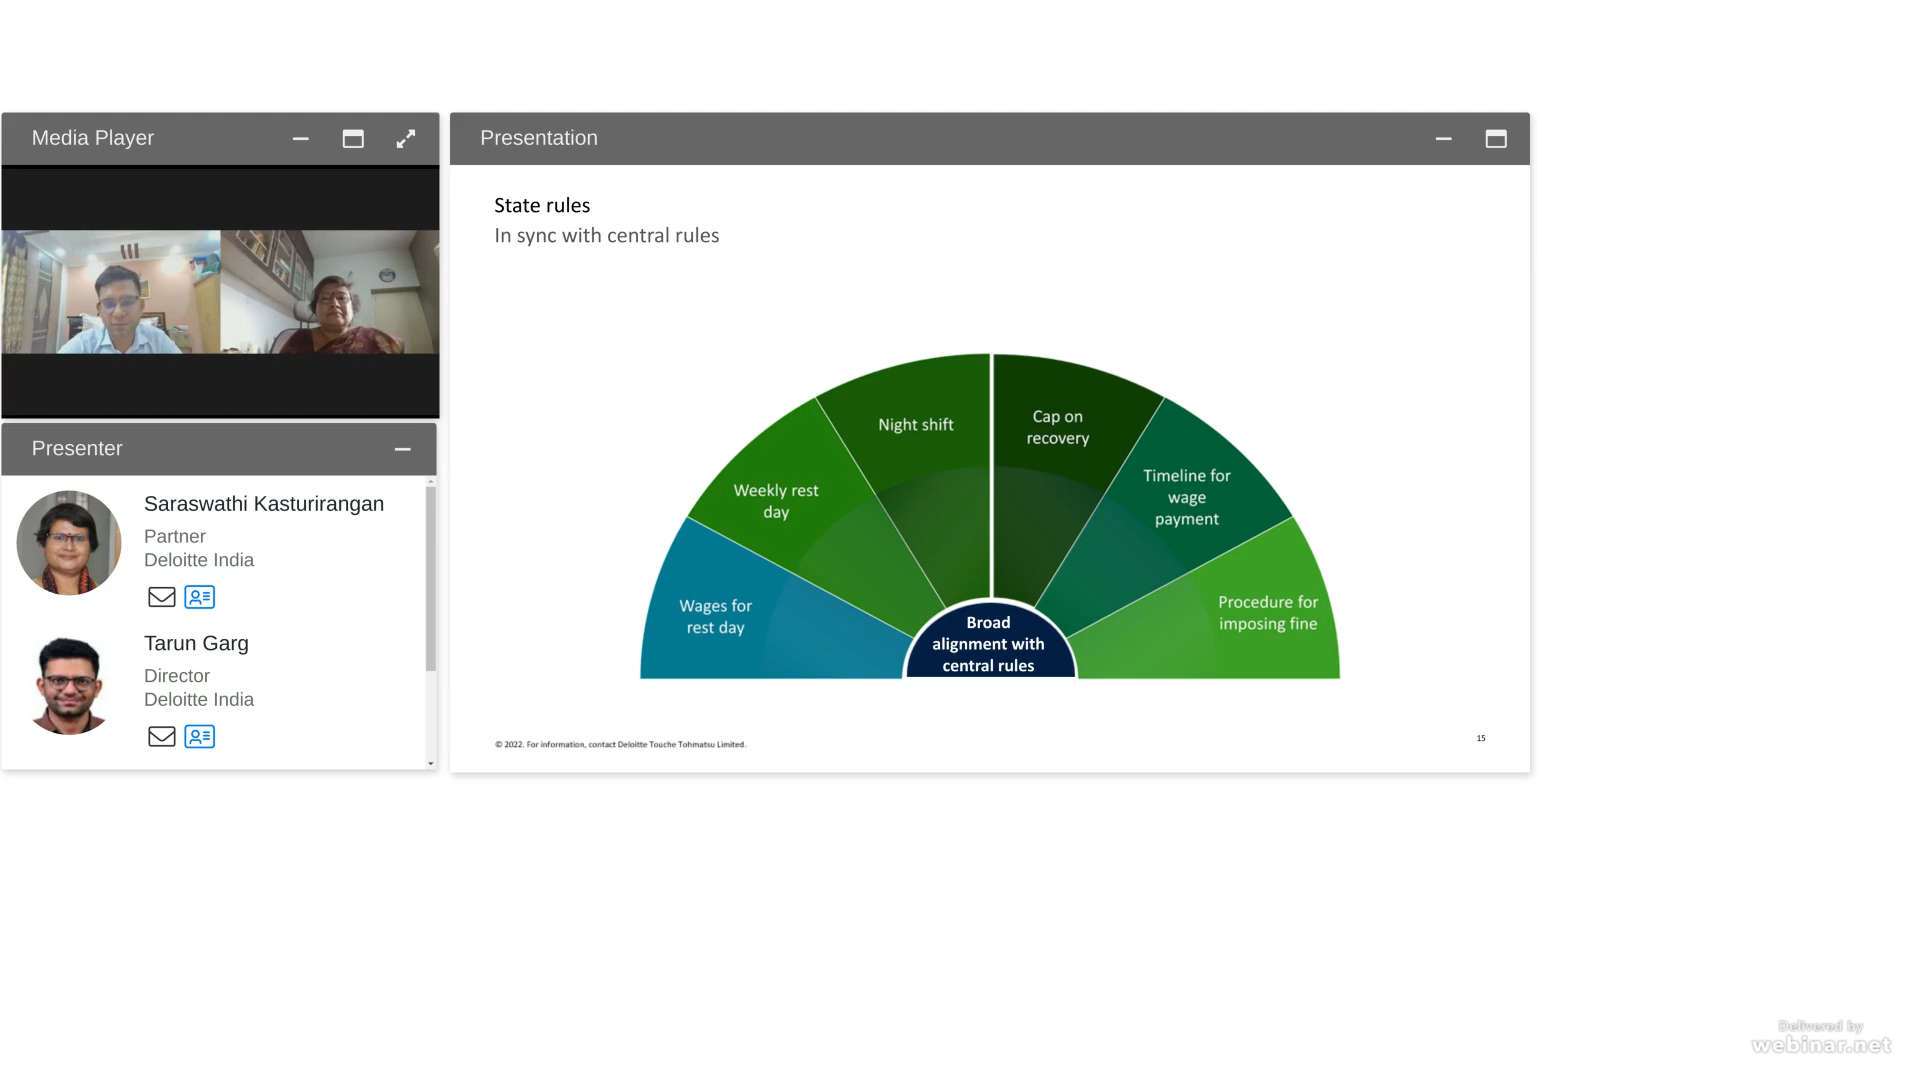 Media Player
Presentation
State rules
In sync with central rules
Night shift
Cap on
recovery
Weekly rest
day
Timeline for
wage
payment
Wages for
rest day
Procedure for
imposing fine
Broad
alignment with
central rules
© 2022. For information, contact Deloitte Touche Tohmatsu Limited.
15
Presenter
Saraswathi Kasturirangan
Partner
Deloitte India
Tarun Garg
Director
Deloitte India
Delivered by
webinar.net